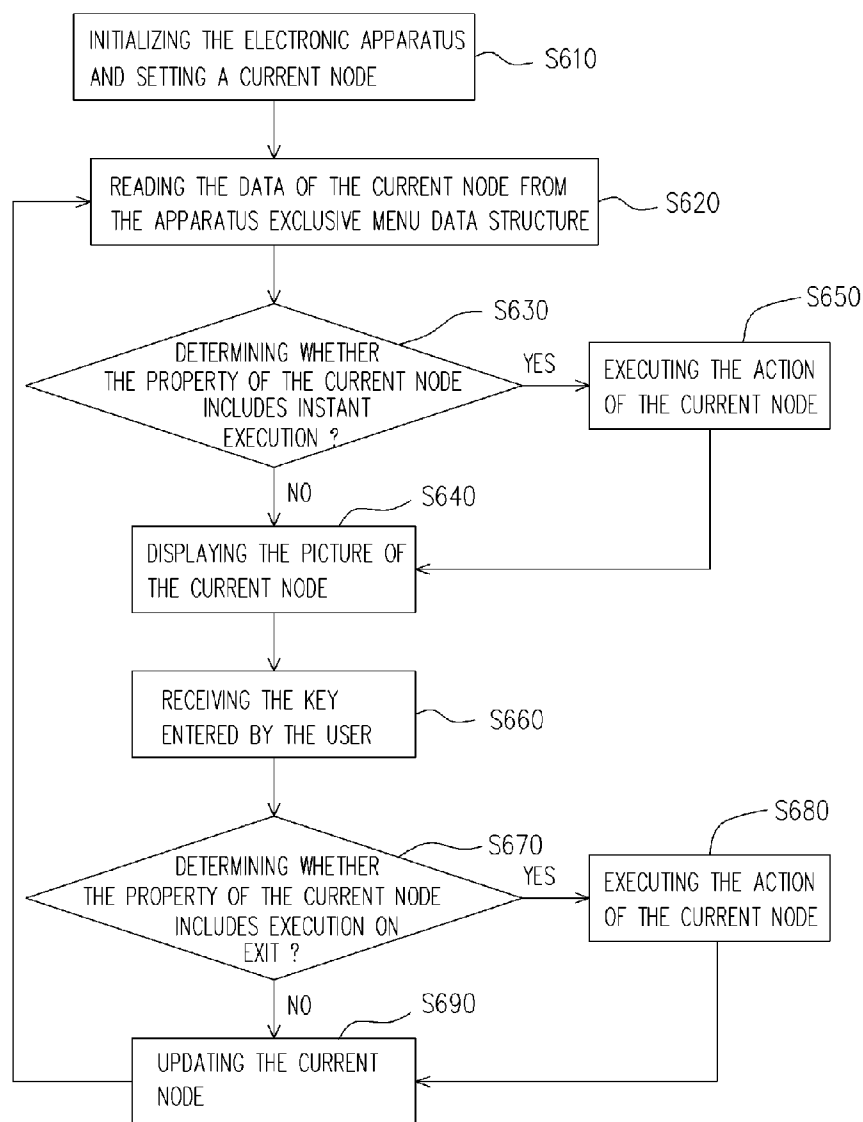 INITIALIZING THE ELECTRONIC APPARATUS
AND SETTING A CURRENT NODE
S610
READING THE DATA OF THE CURRENT NODE FROM
THE APPARATUS EXCLUSIVE MENU DATA STRUCTURE
S620
S630
DETERMINING WHETHER
THE PROPERTY OF THE CURRENT NODE
INCLUDES INSTANT
EXECUTION ?
YES
S650
EXECUTING THE ACTION
OF THE CURRENT NODE
NO
S640
DISPLAYING THE PICTURE OF
THE CURRENT NODE
RECEIVING THE KEY
ENTERED BY THE USER
S660
S670
DETERMINING WHETHER
THE PROPERTY OF THE CURRENT NODE
INCLUDES EXECUTION ON
EXIT ?
YES
S680
EXECUTING THE ACTION
OF THE CURRENT NODE
NO
S690
UPDATING THE CURRENT
NODE